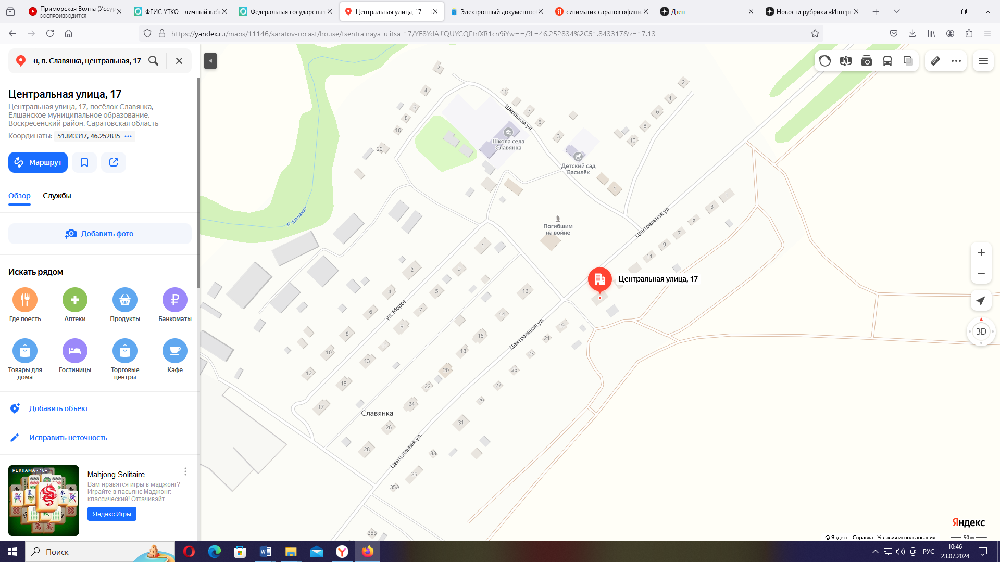 Приморская Волна (Уссур
ВОСПРОИЗВОДИТСЯ
ФГИС УТКО - личный каб
Федеральная государстве
Центральная улица, 17 —
Электронный документоо
ситиматик саратов офиц
Дзен
Новости рубрики «Интере
https://yandex.ru/maps/11146/saratov-oblast/house/tsentralnaya_ulitsa_17/YE8YdAJiQUYCQFtrfXR1cn9iYw==/?ll=46.252834%2C51.843317&z=17.13
н, п. Славянка, центральная, 17
Центральная улица, 17
Центральная улица, 17, посёлок Славянка,
Елшанское муниципальное образование,
Воскресенский район, Саратовская область
Координаты: 51.843317, 46.252835
Маршрут
Обзор
Службы
Добавить фото
Искать рядом
Где поесть
Аптеки
Продукты
Банкоматы
Товары для
дома
Гостиницы
Торговые
центры
Кафе
Добавить объект
Исправить неточность
РЕКЛАМА • 16+
Mahjong Solitaire
Вам нравятся игры в маджонг?
Играйте в пасьянс Маджонг:
классический! Оттачивайт
Яндекс Игры
2
4
6
8
10
20
11
7
5
3
Школьная ул.
Школа села
Славянка
Детский сад
Василёк
1
2
4
6
8
10
р. Елшанка
Погибшим
на войне
Центральная ул.
1
3
5
7
9
11
Центральная улица, 17
1
3
5
7
9
11
13
15
17
2
4
6
8
10
12
ул. Мороз
12
14
16
18
20
22
24
26
28
Центральная ул.
19
21
23
25
27
29
31
33
35
35А
35Б
Славянка
Центральная ул.
3D
Яндекс
© Яндекс Справка Условия использования
50 м
Поиск
РУС
10:46
23.07.2024